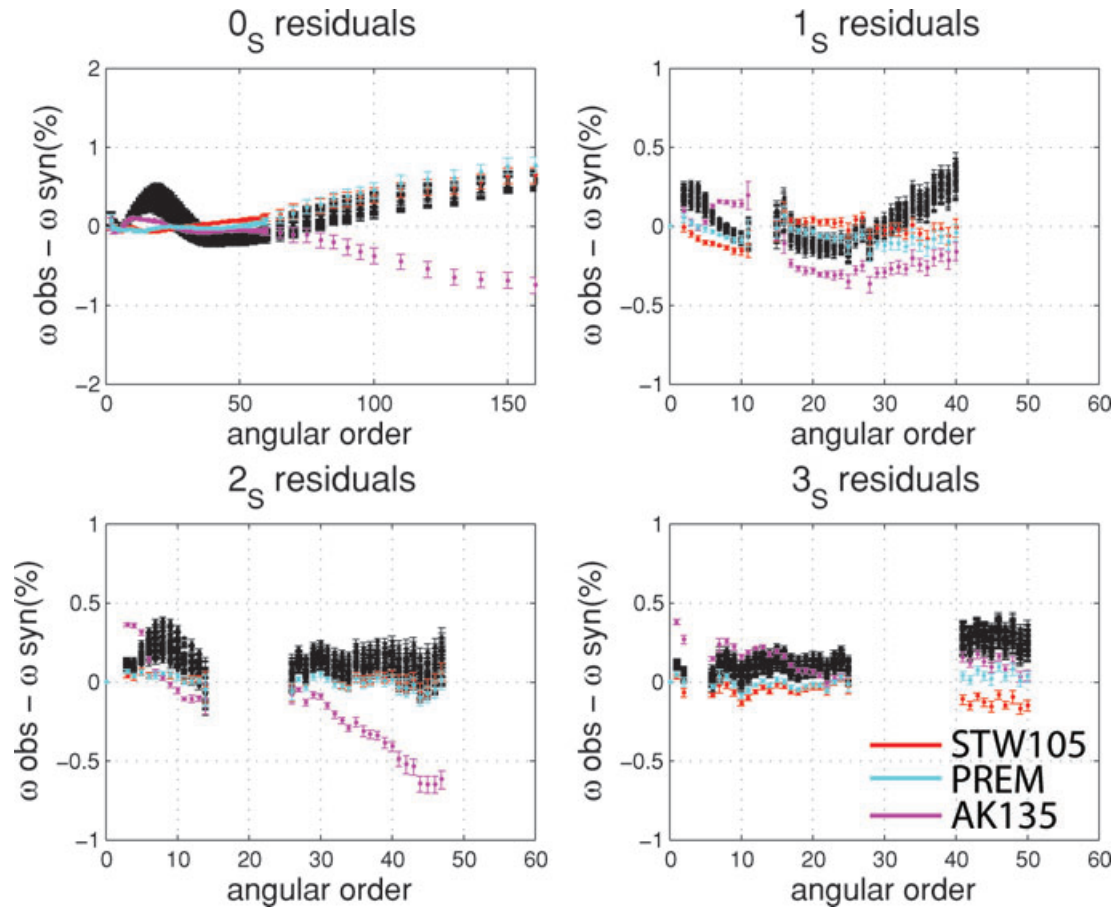 0S residuals
2
1
0
−1
−2
ω obs − ω syn(%)
50
100
150
angular order
1S residuals
1
0.5
0
−0.5
−1
ω obs − ω syn(%)
0
10
20
30
40
50
60
angular order
2S residuals
1
0.5
0
−0.5
−1
ω obs − ω syn(%)
0
10
20
30
40
50
60
angular order
3S residuals
1
0.5
0
−0.5
−1
ω obs − ω syn(%)
0
10
20
30
40
50
60
angular order
STW105
PREM
AK135